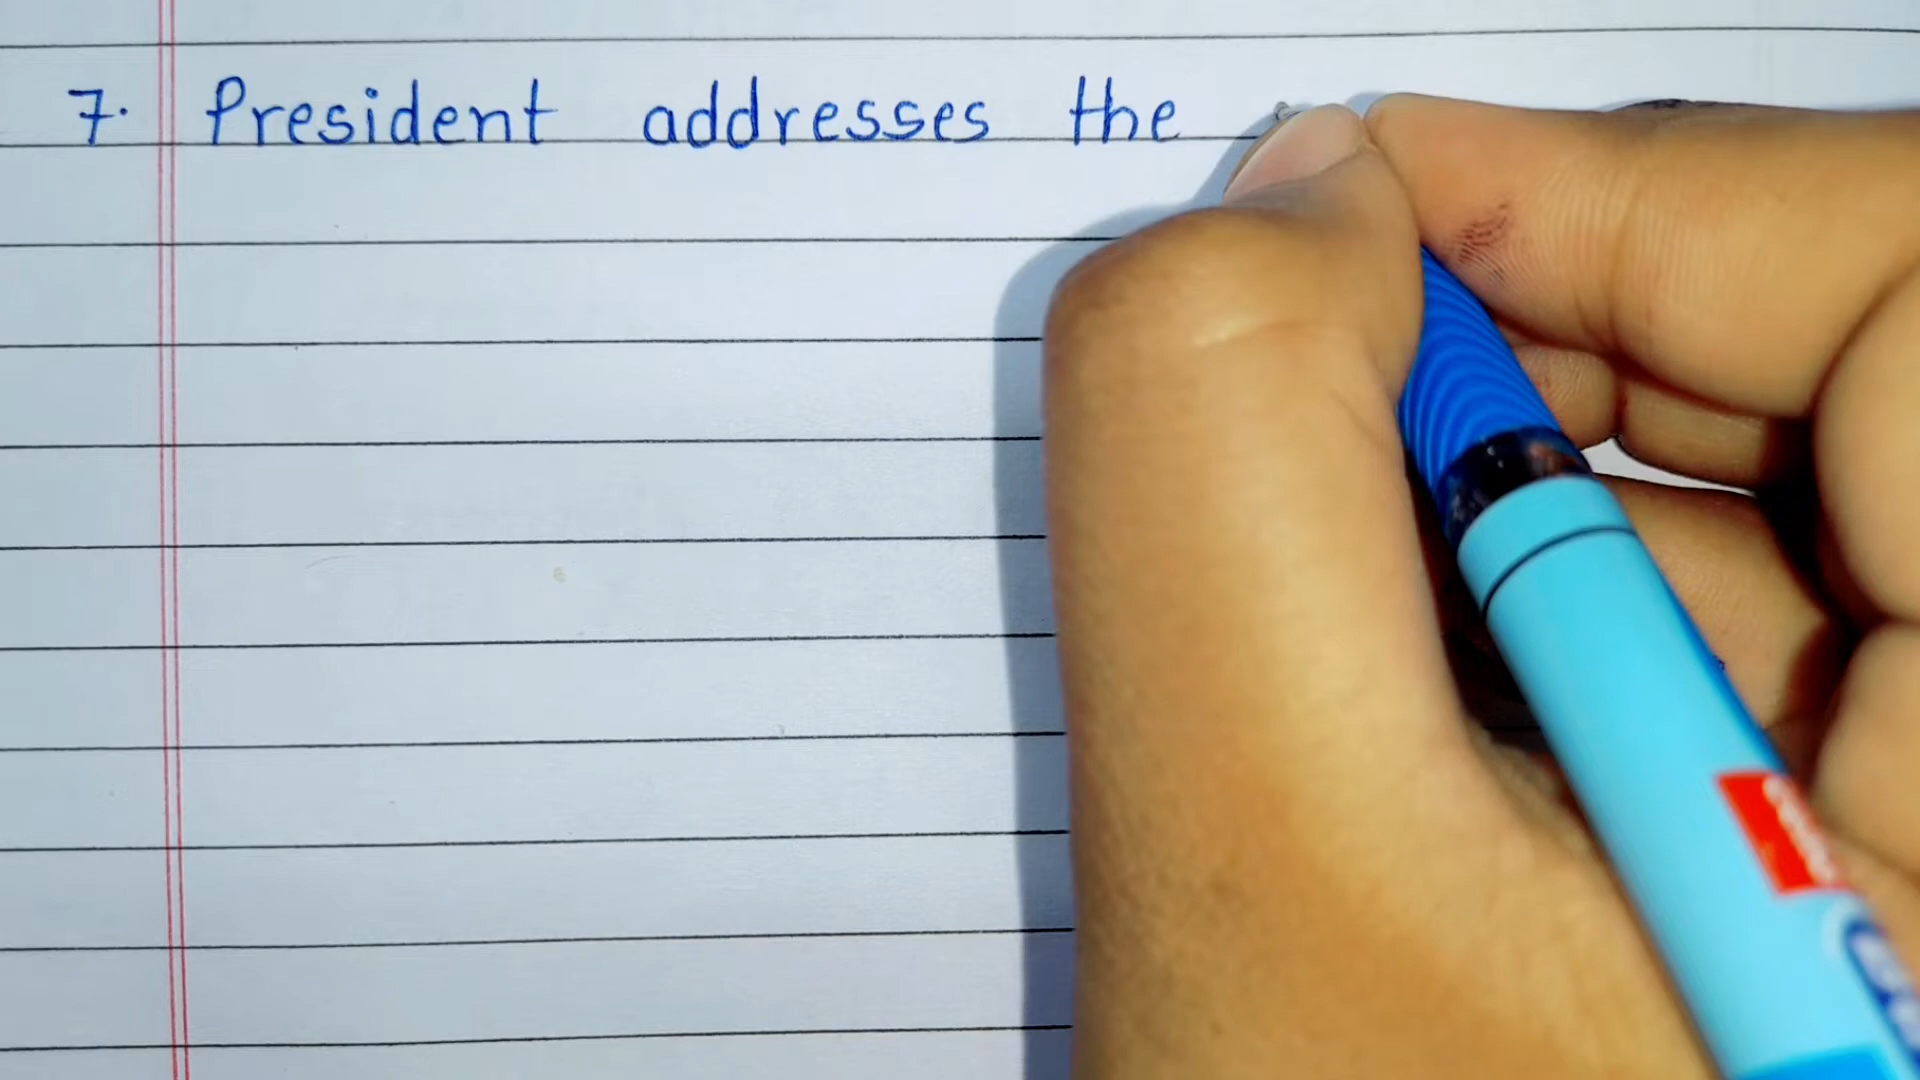 7. President addresses the